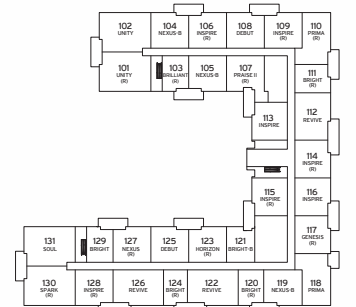 102
UNITY
104
NEXUS-B
106
INSPIRE
(R)
108
DEBUT
109
INSPIRE
(R)
110
PRIMA
(R)
101
UNITY
(R)
103
BRILLIANT
(R)
105
NEXUS-B
107
PRAISE II
(R)
111
BRIGHT
(R)
112
REVIVE
113
INSPIRE
114
INSPIRE
(R)
115
INSPIRE
(R)
116
INSPIRE
117
GENESIS
(R)
131
SOUL
129
BRIGHT
127
NEXUS
(R)
125
DEBUT
123
HORIZON
(R)
121
BRIGHT-B
130
SPARK
(R)
128
INSPIRE
(R)
126
REVIVE
124
BRIGHT
(R)
122
REVIVE
120
BRIGHT
(R)
119
NEXUS-B
118
PRIMA